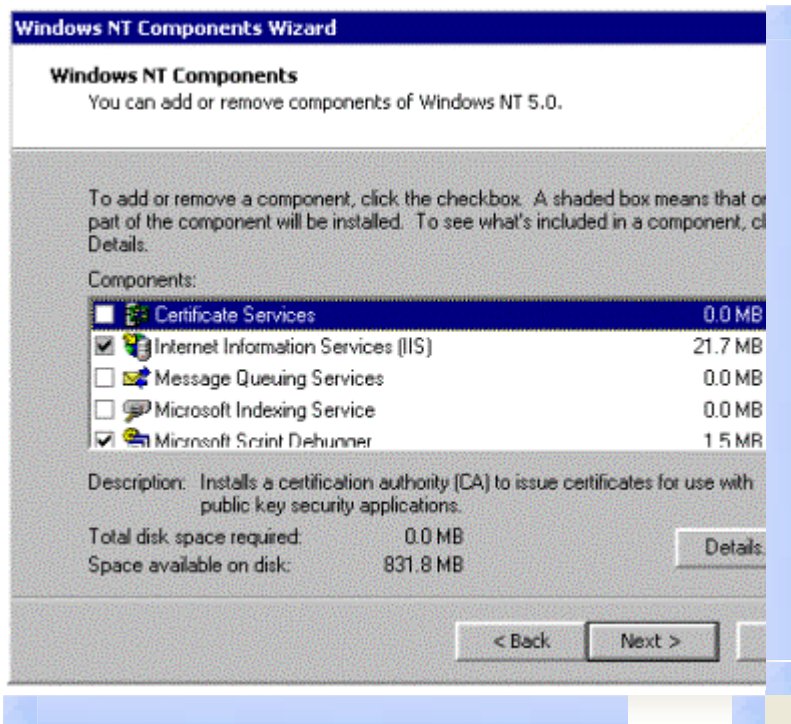 Windows NT Components Wizard
Windows NT Components
You can add or remove components of Windows NT 5.0.
To add or remove a component, click the checkbox. A shaded box means that
part of the component will be installed. To see what's included in a component,
Details.
Components:
Certificate Services 0.0 MB
Internet Information Services (IIS) 21.7 MB
Message Queuing Services 0.0 MB
Microsoft Indexing Service 0.0 MB
Microsoft Script Debugger 1.5 MB
Description: Installs a certification authority (CA) to issue certificates for use with
public key security applications.
Total disk space required: 0.0 MB
Space available on disk: 831.8 MB
Details.
< Back Next >